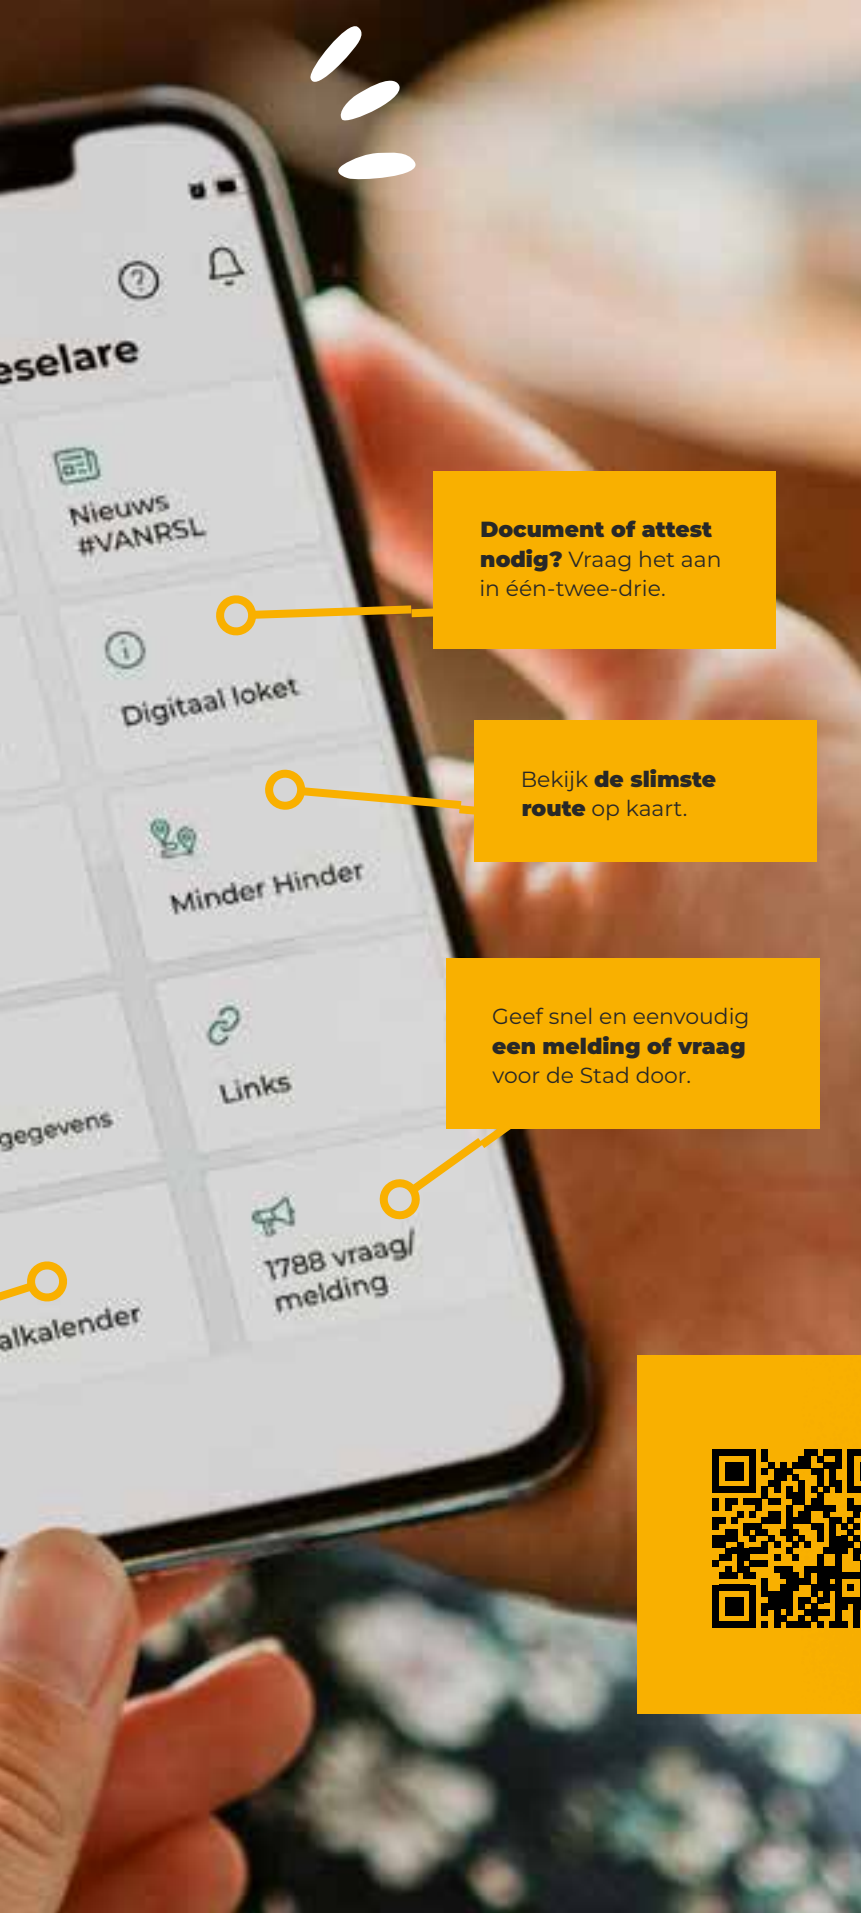 eselare
Nieuws
#VANRSL
Document of attest
nodig? Vraag het aan
in één-twee-drie.
Digitaal loket
Bekijk de slimste
route op kaart.
Minder Hinder
Geef snel en eenvoudig
een melding of vraag
voor de Stad door.
Links
gegevens
1788 vraag/
melding
alkalender